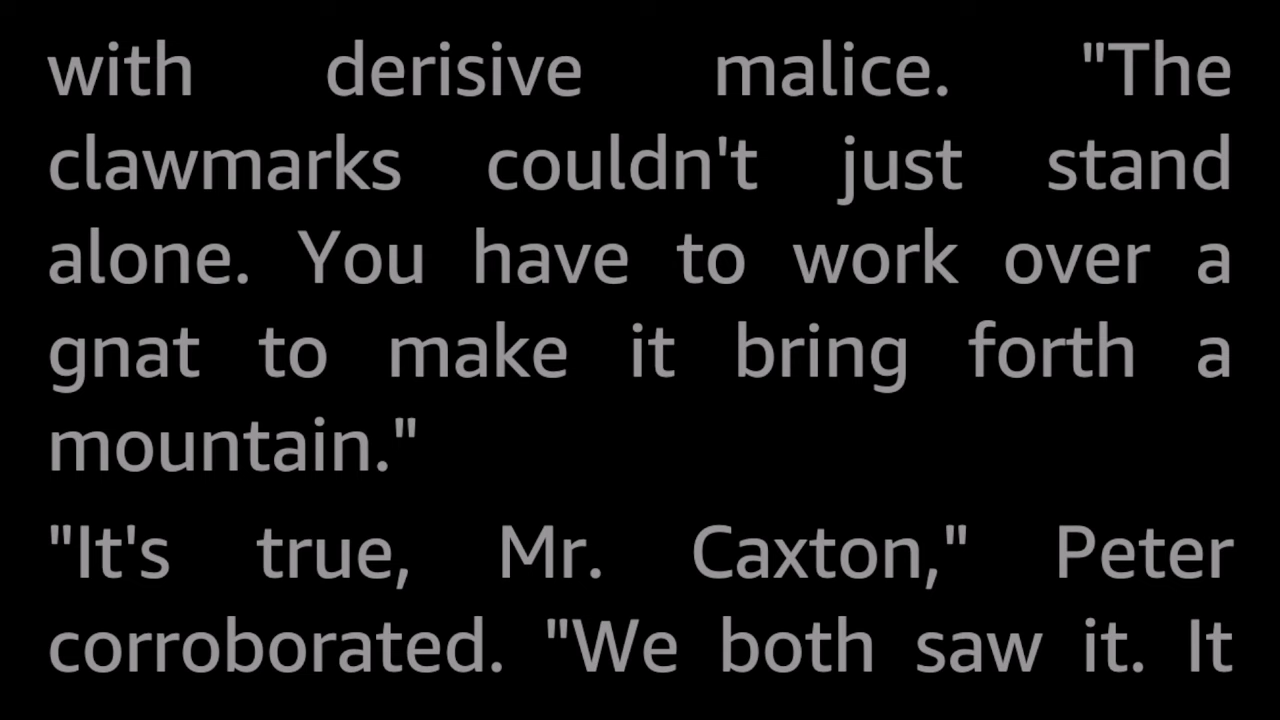 with derisive malice. "The
clawmarks couldn't just stand
alone. You have to work over a
gnat to make it bring forth a
mountain."
"It's true, Mr. Caxton," Peter
corroborated. "We both saw it. It